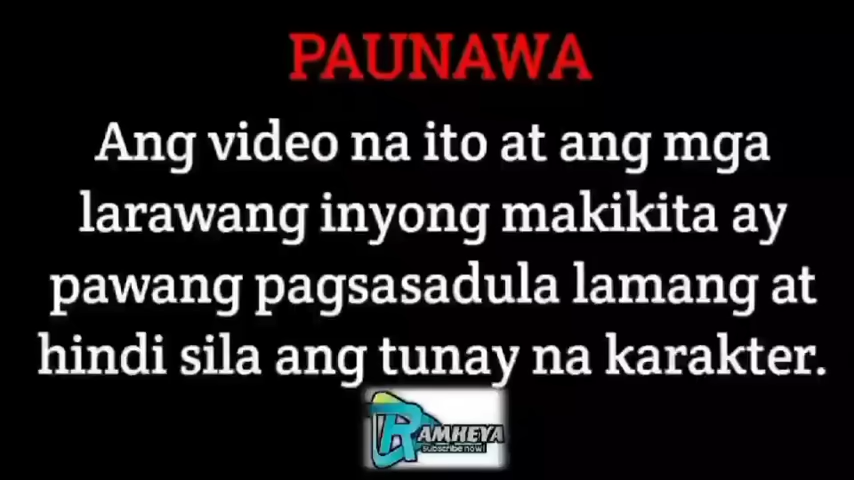 PAUNAWA
Ang video na ito at ang mga
larawang inyong makikita ay
pawang pagsasadula lamang at
hindi sila ang tunay na karakter.
RAMHEYA
subscribe now!